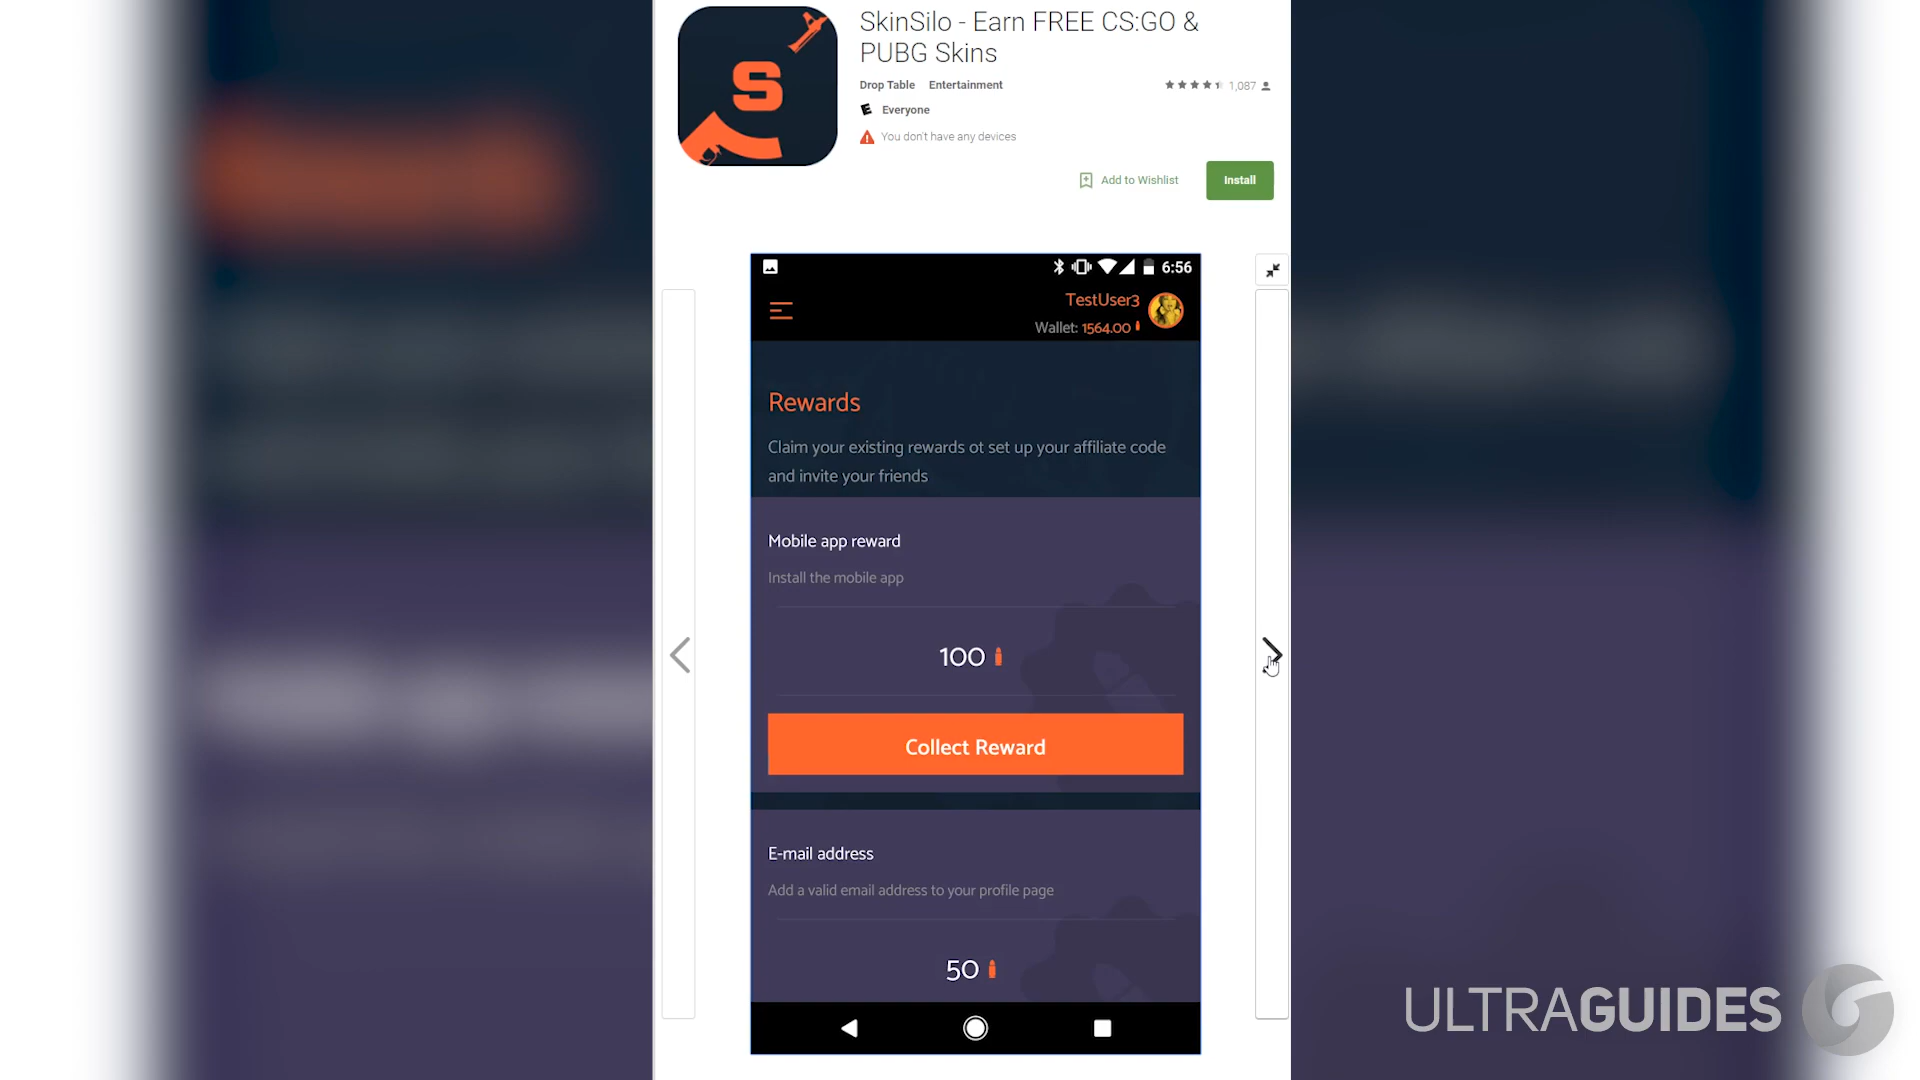 SkinSilo - Earn FREE CS:GO &
PUBG Skins
Drop Table Entertainment
1,087
E Everyone
You don't have any devices
Add to Wishlist
Install
S
6:56
TestUser3
Wallet: 1564.00
Rewards
Claim your existing rewards ot set up your affiliate code
and invite your friends
Mobile app reward
Install the mobile app
100
Collect Reward
E-mail address
Add a valid email address to your profile page
50
ULTRAGUIDES